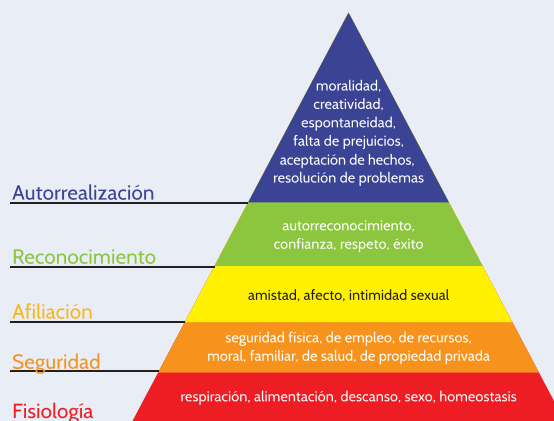 moralidad,
creatividad,
espontaneidad,
falta de prejuicios,
aceptación de hechos,
resolución de problemas
Autorrealización
autorreconocimiento,
confianza, respeto, éxito
Reconocimiento
amistad, afecto, intimidad sexual
Afiliación
seguridad física, de empleo, de recursos,
moral, familiar, de salud, de propiedad privada
Seguridad
respiración, alimentación, descanso, sexo, homeostasis
Fisiología